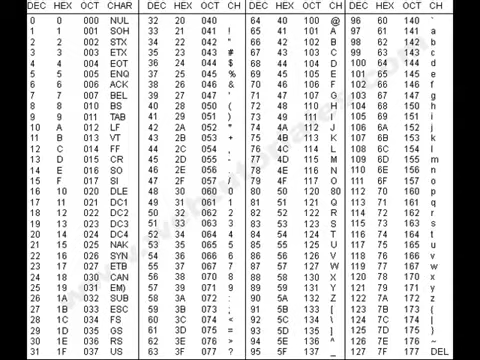 DEC HEX OCT CHAR DEC HEX OCT CH DEC HEX OCT CH DEC HEX OCT CH
0 0 000 NUL 32 20 040 64 40 100 @ 96 60 140 `
1 1 001 SOH 33 21 041 ! 65 41 101 A 97 61 141 a
2 2 002 STX 34 22 042 " 66 42 102 B 98 62 142 b
3 3 003 ETX 35 23 043 # 67 43 103 C 99 63 143 c
4 4 004 EOT 36 24 044 $ 68 44 104 D 100 64 144 d
5 5 005 ENQ 37 25 045 % 69 45 105 E 101 65 145 e
6 6 006 ACK 38 26 046 & 70 46 106 F 102 66 146 f
7 7 007 BEL 39 27 047 ' 71 47 107 G 103 67 147 g
8 8 010 BS 40 28 050 ( 72 48 110 H 104 68 150 h
9 9 011 TAB 41 29 051 ) 73 49 111 I 105 69 151 i
10 A 012 LF 42 2A 052 * 74 4A 112 J 106 6A 152 j
11 B 013 VT 43 2B 053 + 75 4B 113 K 107 6B 153 k
12 C 014 FF 44 2C 054 , 76 4C 114 L 108 6C 154 l
13 D 015 CR 45 2D 055 - 77 4D 115 M 109 6D 155 m
14 E 016 SO 46 2E 056 . 78 4E 116 N 110 6E 156 n
15 F 017 SI 47 2F 057 / 79 4F 117 O 111 6F 157 o
16 10 020 DLE 48 30 060 0 80 50 120 80 112 70 160 p
17 11 021 DC1 49 31 061 1 81 51 121 Q 113 71 161 q
18 12 022 DC2 50 32 062 2 82 52 122 R 114 72 162 r
19 13 023 DC3 51 33 063 3 83 53 123 S 115 73 163 s
20 14 024 DC4 52 34 064 4 84 54 124 T 116 74 164 t
21 15 025 NAK 53 35 065 5 85 55 125 U 117 75 165 u
22 16 026 SYN 54 36 066 6 86 56 126 V 118 76 166 v
23 17 027 ETB 55 37 067 7 87 57 127 W 119 77 167 w
24 18 030 CAN 56 38 070 8 88 58 130 X 120 78 170 x
25 19 031 EM) 57 39 071 9 89 59 131 Y 121 79 171 y
26 1A 032 SUB 58 3A 072 : 90 5A 132 Z 122 7A 172 z
27 1B 033 ESC 59 3B 073 ; 91 5B 133 [ 123 7B 173 {
28 1C 034 FS 60 3C 074 < 92 5C 134 \ 124 7C 174 |
29 1D 035 GS 61 3D 075 = 93 5D 135 ] 125 7D 175 }
30 1E 036 RS 62 3E 076 > 94 5E 136 ^ 126 7E 176 ~
31 1F 037 US 63 3F 077 ? 95 5F 137 _ 127 7F 177 DEL